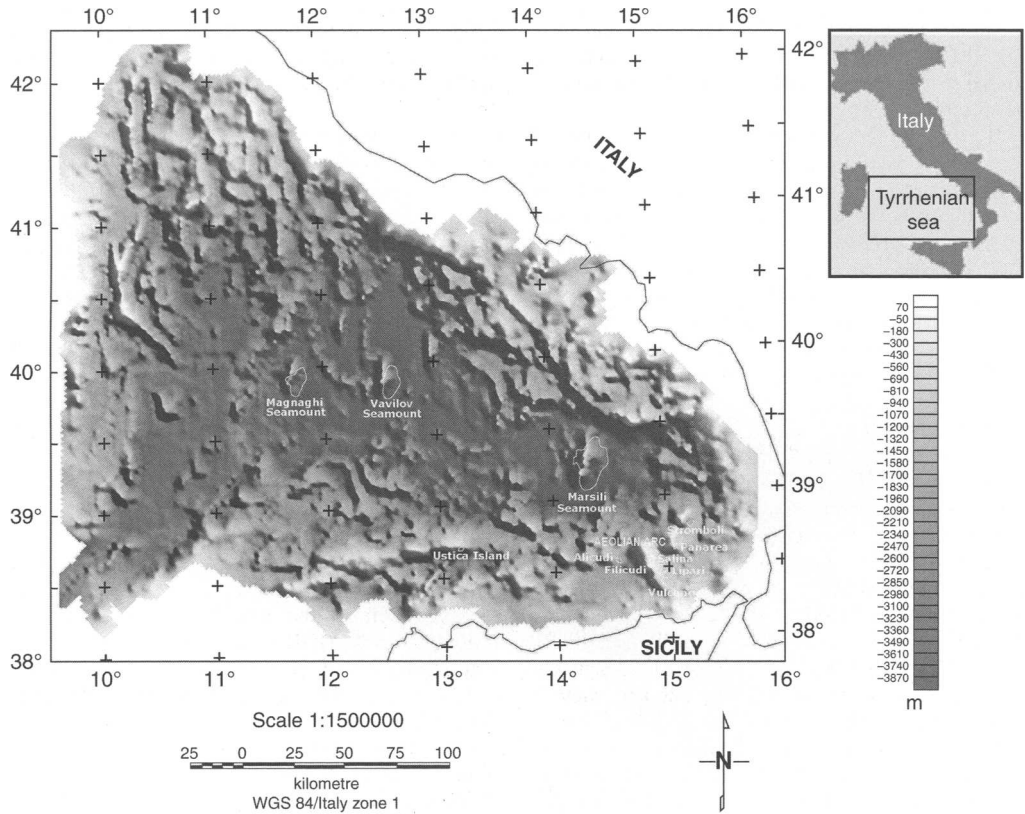 10° 11° 12° 13° 14° 15° 16°
42°
41°
40°
39°
38°
42°
41°
40°
39°
38°
10° 11° 12° 13° 14° 15° 16°
ITALY
Magnaghi
Seamount
Vavilov
Seamount
Marsili
Seamount
Ustica Island
Stromboli
AEOLIAN ARC
Panarea
Alicudi
Salina
Filicudi
Lipari
Vulcano
SICILY
Italy
Tyrrhenian
sea
70
−50
−180
−300
−430
−560
−690
−810
−940
−1070
−1200
−1320
−1450
−1580
−1700
−1830
−1960
−2090
−2210
−2340
−2470
−2600
−2720
−2850
−2980
−3100
−3230
−3360
−3490
−3610
−3740
−3870
m
Scale 1:1500000
25 0 25 50 75 100
kilometre
WGS 84/Italy zone 1
N